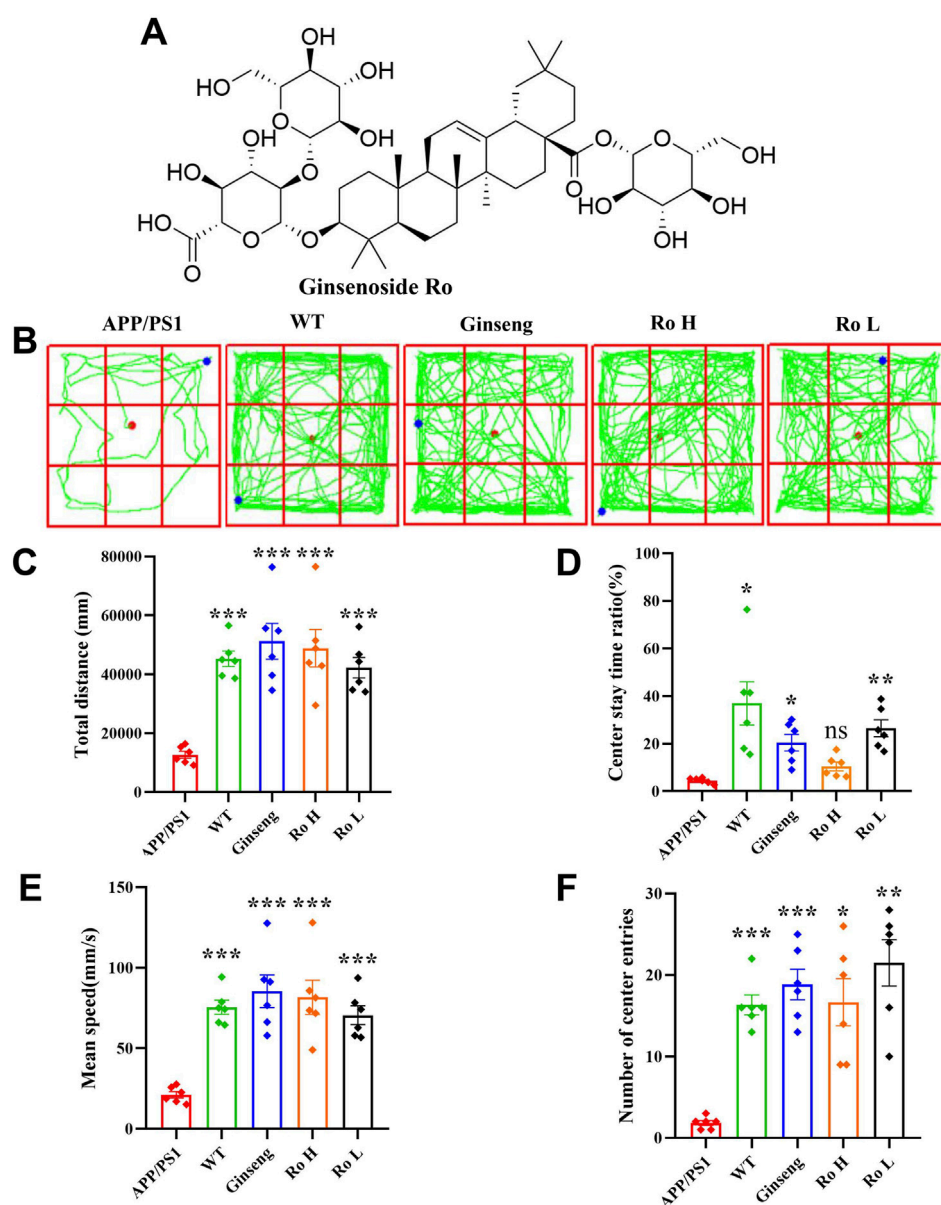 A
OH
HO
OH
O
OH
OH
O
HO
O
HO
O
HO
O
O
O
O
O
HO
OH
OH
OH
Ginsenoside Ro
B
APP/PS1 WT Ginseng Ro H Ro L
C
Total distance (mm)
80000
60000
40000
20000
0
*** *** *** ***
APP/PS1 WT Ginseng Ro H Ro L
D
Center stay time ratio(%)
100
80
60
40
20
0
* * ns **
APP/PS1 WT Ginseng Ro H Ro L
E
Mean speed(mm/s)
150
100
50
0
*** *** *** ***
APP/PS1 WT Ginseng Ro H Ro L
F
Number of center entries
30
20
10
0
*** *** * **
APP/PS1 WT Ginseng Ro H Ro L